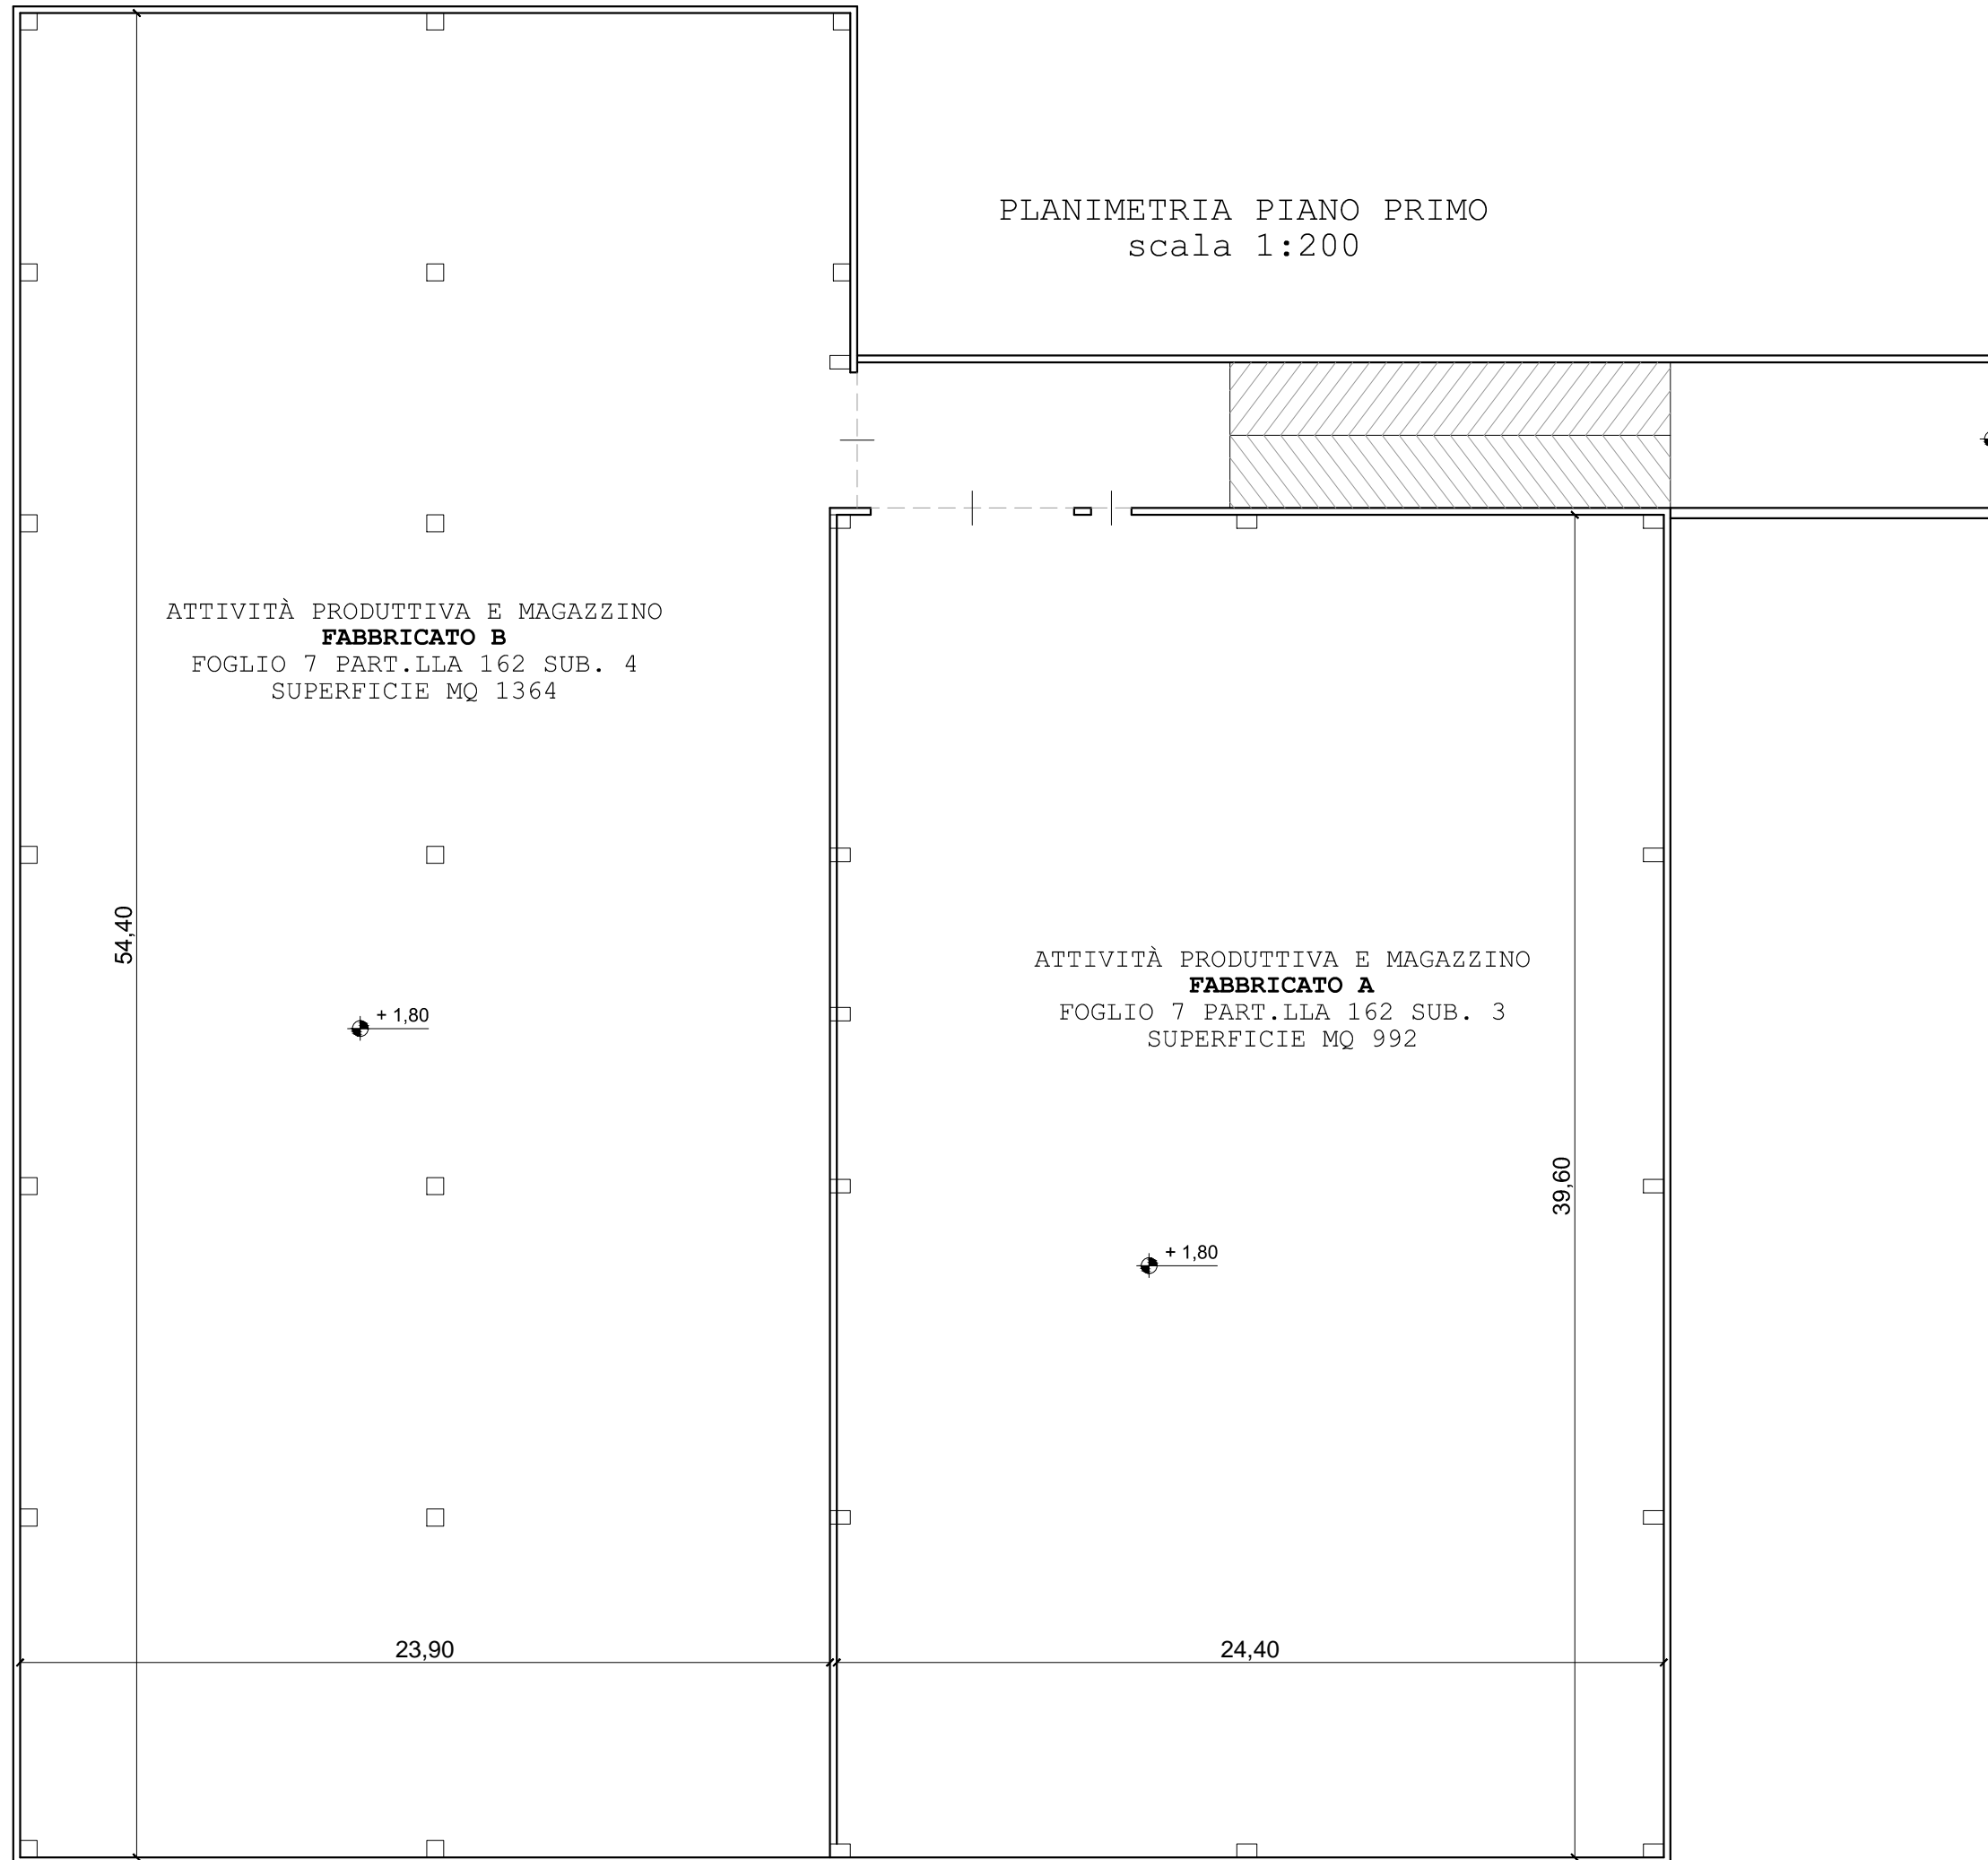 PLANIMETRIA PIANO PRIMO
scala 1:200
ATTIVITÀ PRODUTTIVA E MAGAZZINO
FABBRICATO B
FOGLIO 7 PART.LLA 162 SUB. 4
SUPERFICIE MQ 1364
54,40
+ 1,80
ATTIVITÀ PRODUTTIVA E MAGAZZINO
FABBRICATO A
FOGLIO 7 PART.LLA 162 SUB. 3
SUPERFICIE MQ 992
39,60
+ 1,80
23,90
24,40